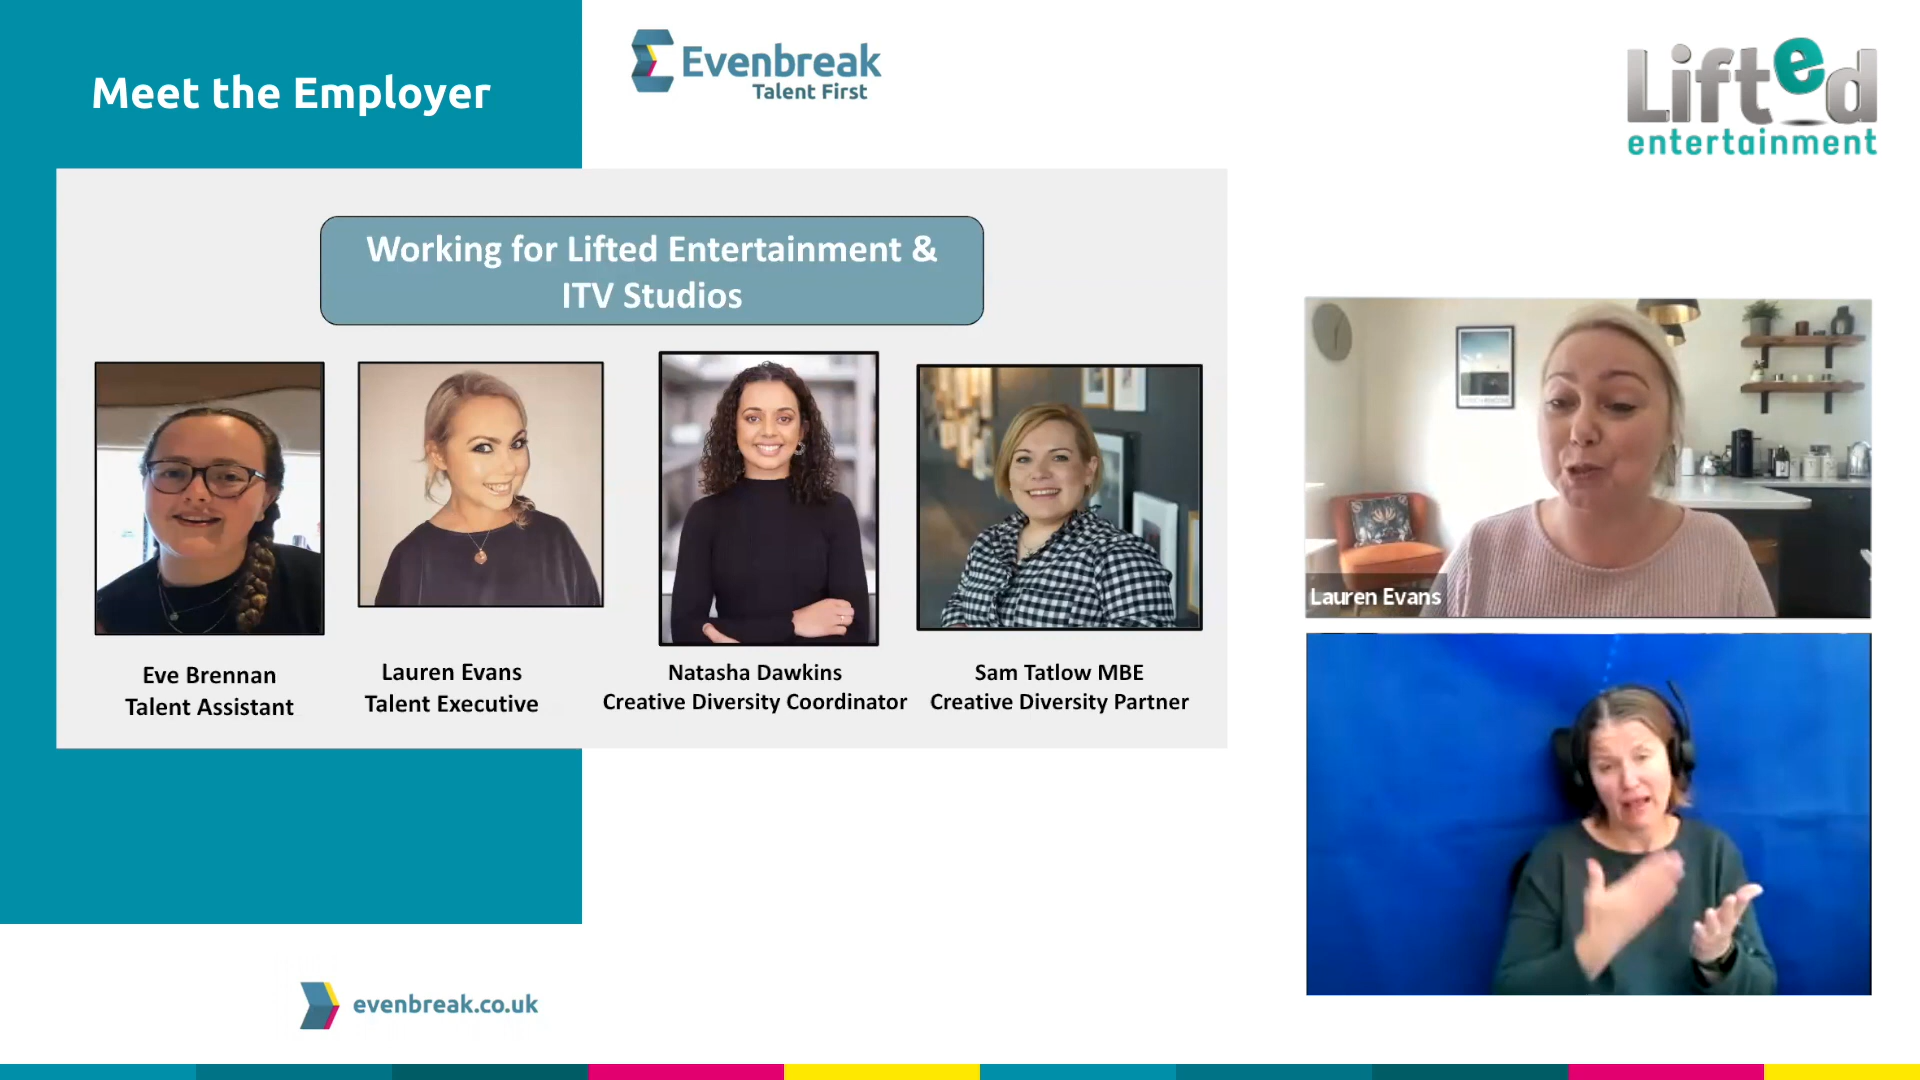 Meet the Employer
Evenbreak
Talent First
Lifted
entertainment
Working for Lifted Entertainment &
ITV Studios
Eve Brennan
Talent Assistant
Lauren Evans
Talent Executive
Natasha Dawkins
Creative Diversity Coordinator
Sam Tatlow MBE
Creative Diversity Partner
Lauren Evans
evenbreak.co.uk